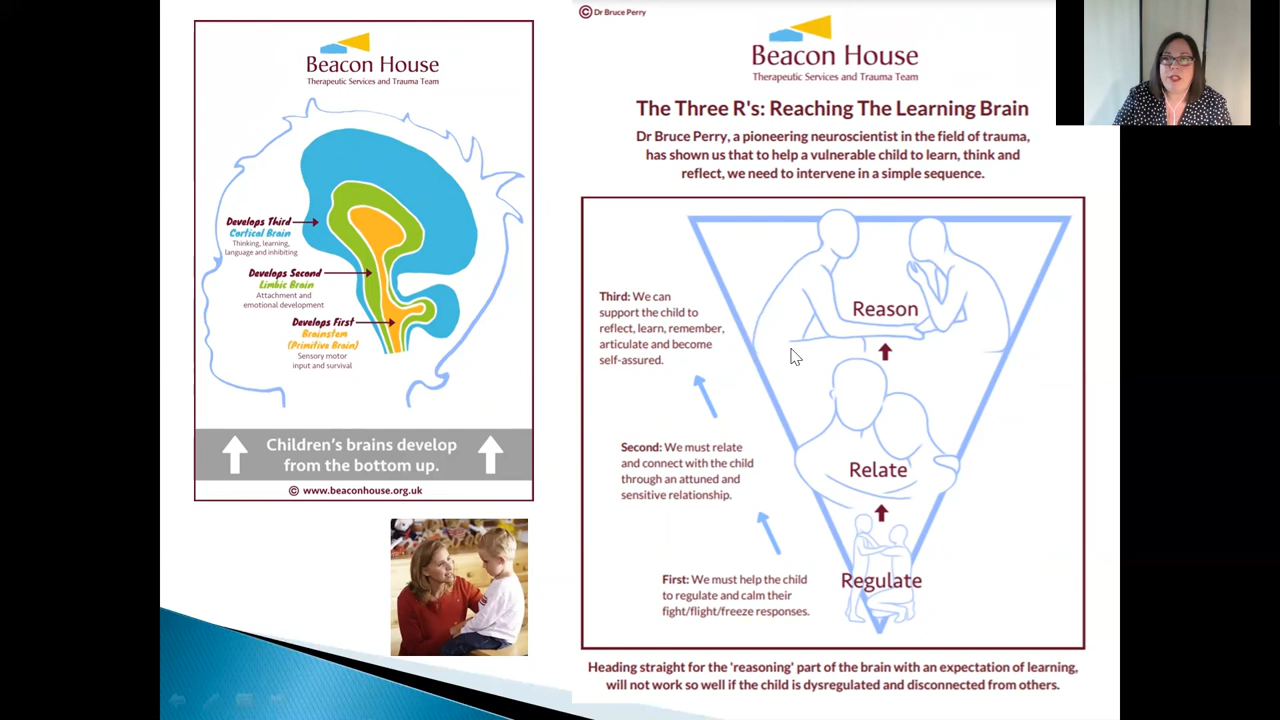 Beacon House
Therapeutic Services and Trauma Team
Develops Third
Cortical Brain
Thinking, learning,
language and inhibiting
Develops Second
Limbic Brain
Attachment and
emotional development
Develops First
Brainstem
(Primitive Brain)
Sensory motor
input and survival
Children's brains develop
from the bottom up.
© www.beaconhouse.org.uk
© Dr Bruce Perry
Beacon House
Therapeutic Services and Trauma Team
The Three R's: Reaching The Learning Brain
Dr Bruce Perry, a pioneering neuroscientist in the field of trauma,
has shown us that to help a vulnerable child to learn, think and
reflect, we need to intervene in a simple sequence.
Third: We can
support the child to
reflect, learn, remember,
articulate and become
self-assured.
Reason
Second: We must relate
and connect with the child
through an attuned and
sensitive relationship.
Relate
First: We must help the child
to regulate and calm their
fight/flight/freeze responses.
Regulate
Heading straight for the 'reasoning' part of the brain with an expectation of learning,
will not work so well if the child is dysregulated and disconnected from others.